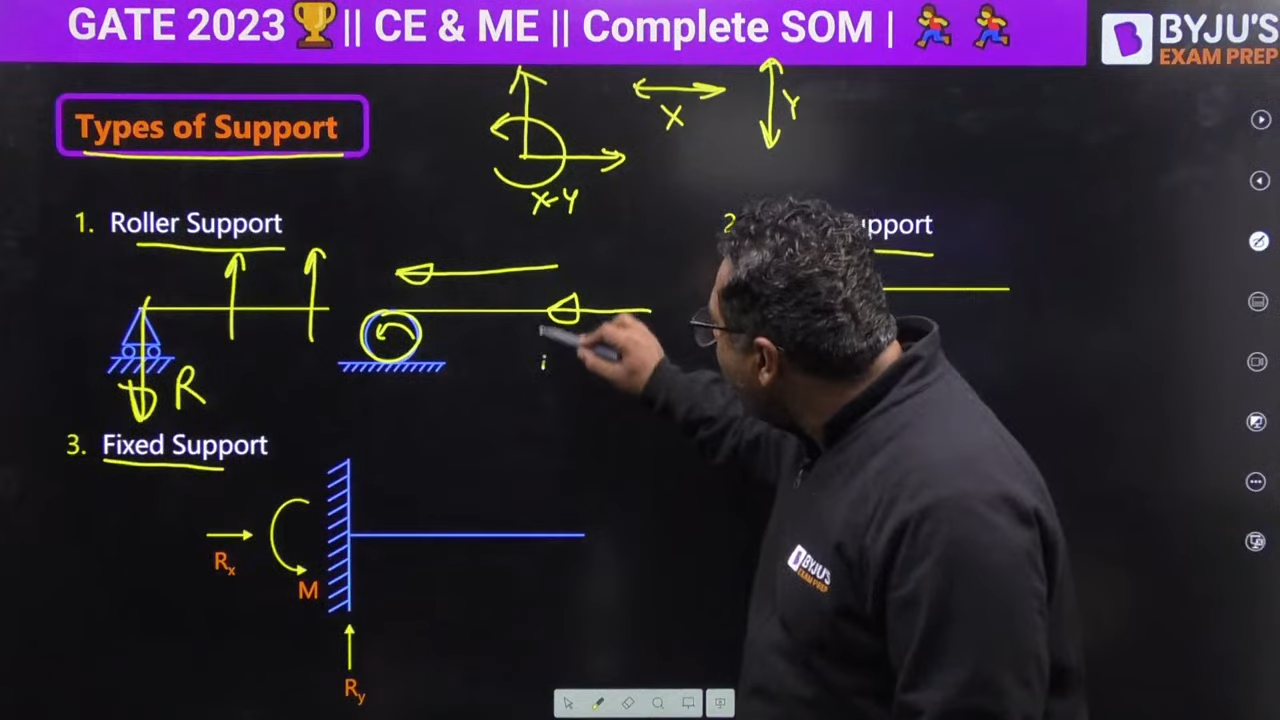 GATE 2023🏆|| CE & ME || Complete SOM | 🏃 🏃
BYJU'S
EXAM PREP
Types of Support
X
Y
X-Y
1. Roller Support
2
upport
R
i
3. Fixed Support
Rx
M
Ry
BYJU'S
EXAM PREP